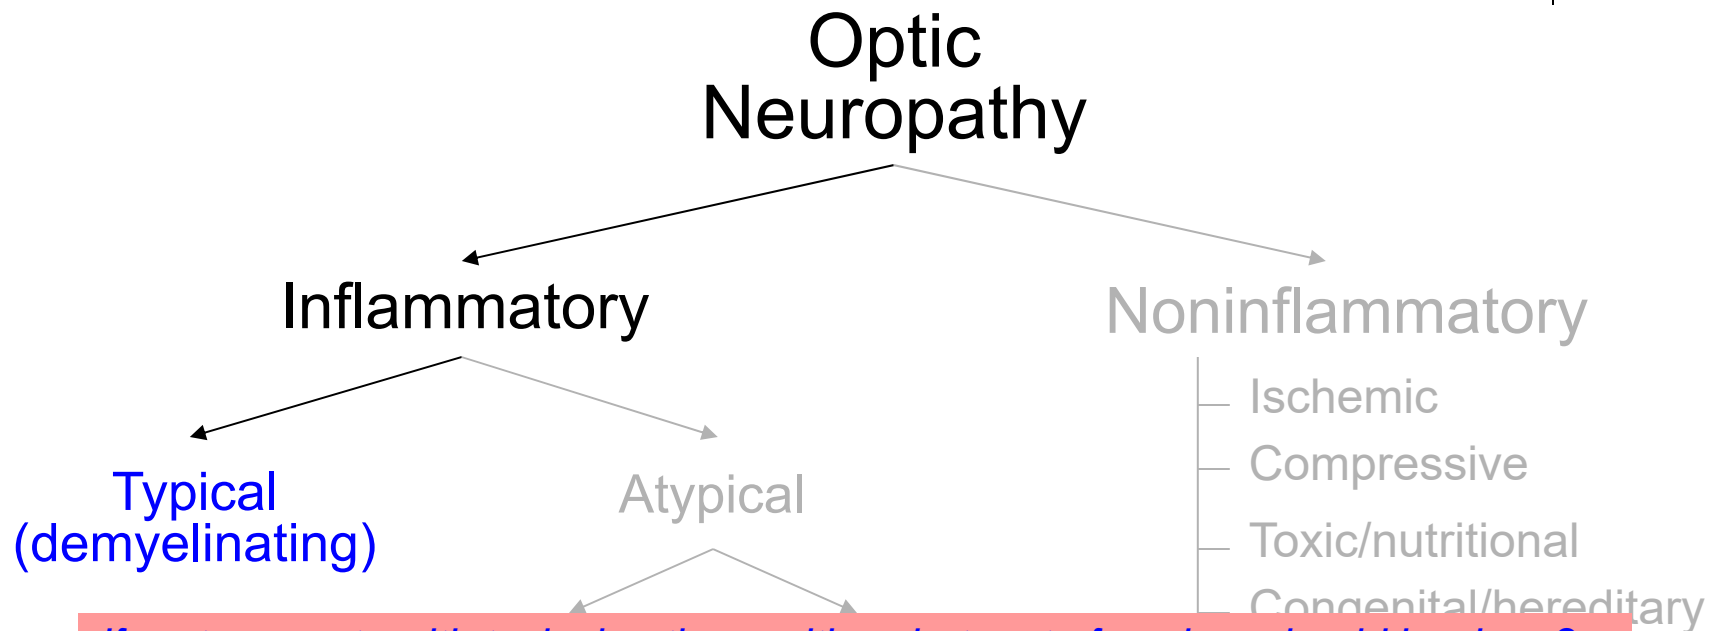 Optic
Neuropathy
Inflammatory
Noninflammatory
Ischemic
Compressive
Toxic/nutritional
Congenital/hereditary
Typical
(demyelinating)
Atypical